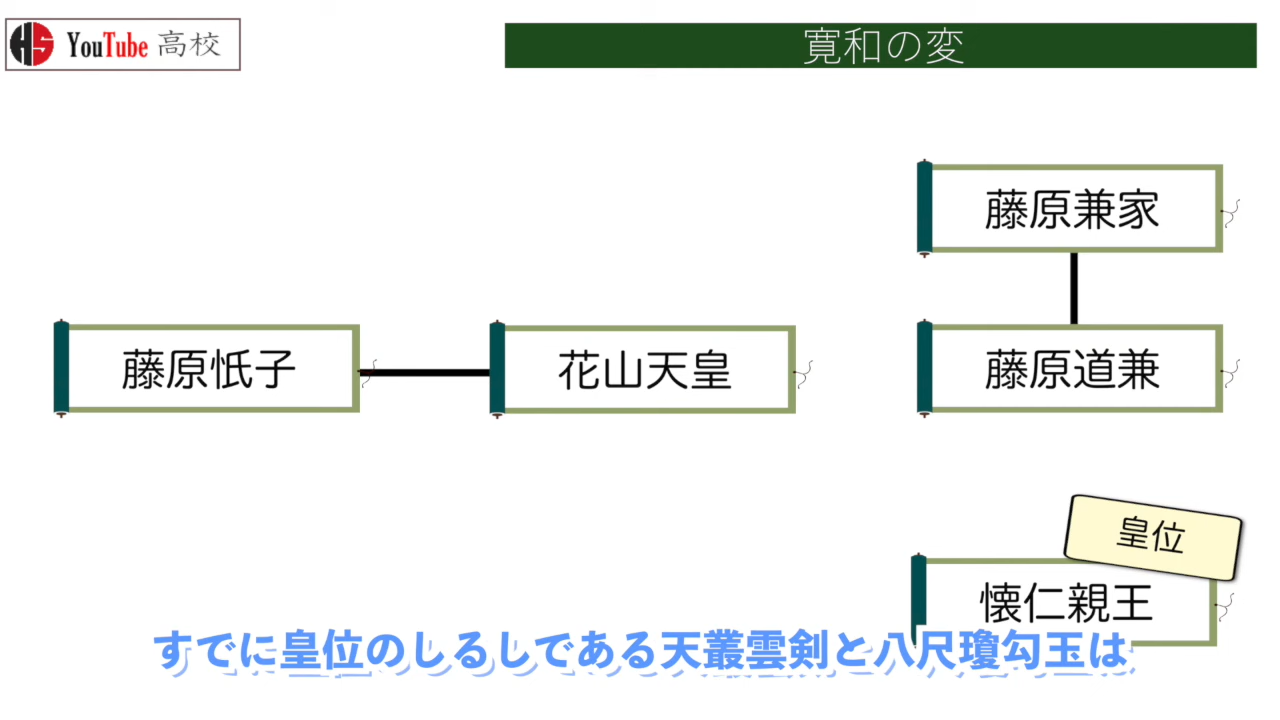 HS YouTube 高校
寛和の変
藤原兼家
藤原忯子
花山天皇
藤原道兼
皇位
懐仁親王
すでに皇位のしるしである天叢雲剣と八尺瓊勾玉は